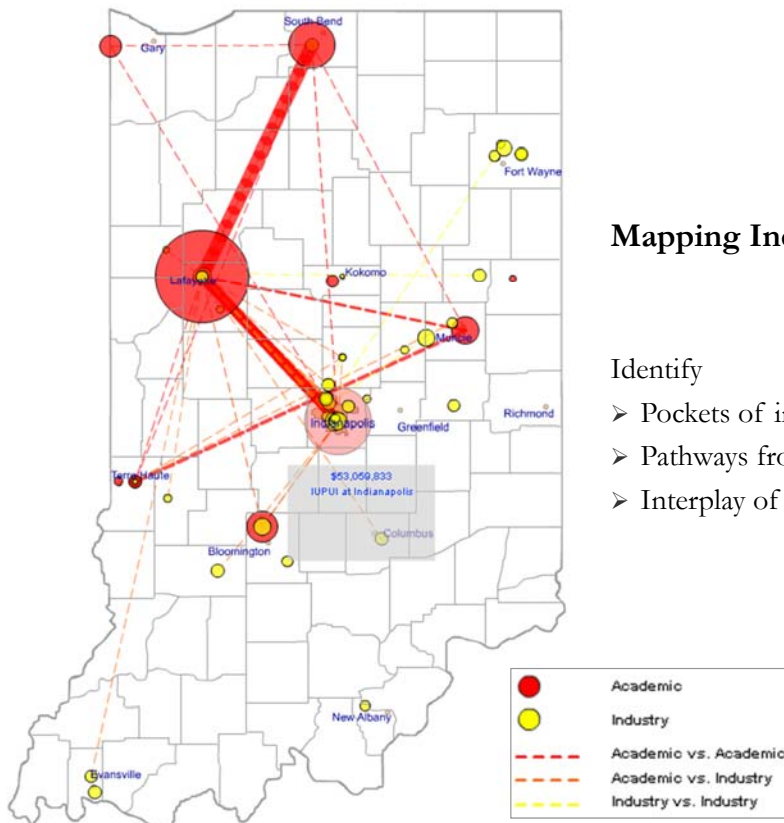 South Bend
Gary
Fort Wayne
Lafayette
Kokomo
Muncie
Indianapolis
Greenfield
Richmond
Terre Haute
$53,059,833
IUPUI at Indianapolis
Columbus
Bloomington
New Albany
Evansville
Mapping In
Identify
➢ Pockets of i
➢ Pathways fro
➢ Interplay of
Academic
Industry
Academic vs. Academic
Academic vs. Industry
Industry vs. Industry